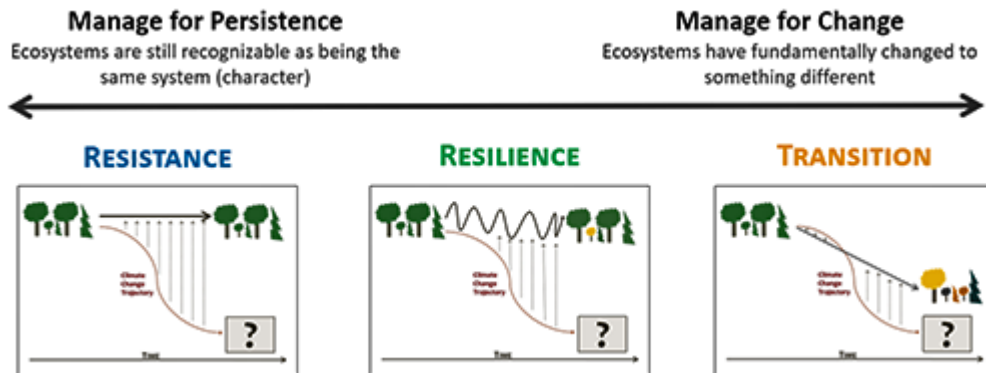 Manage for Persistence
Ecosystems are still recognizable as being the
same system (character)
Manage for Change
Ecosystems have fundamentally changed to
something different
RESISTANCE
RESILIENCE
TRANSITION
Climate
Change
Trajectory
?
TIME
Climate
Change
Trajectory
?
TIME
Climate
Change
Trajectory
?
TIME